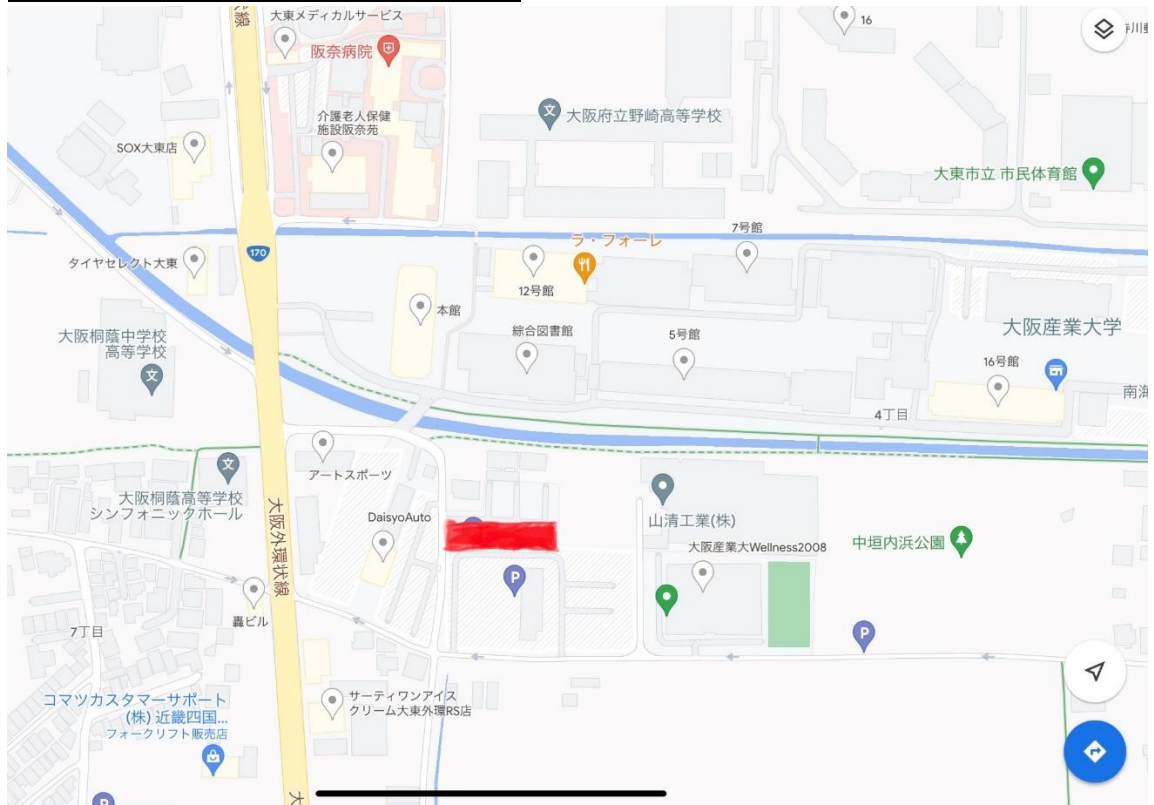 状線
大東メディカルサービス
阪奈病院
16
寺川
介護老人保健
施設阪奈苑
大阪府立野崎高等学校
SOX大東店
大東市立 市民体育館
170
ラ・フォーレ
7号館
タイヤセレクト大東
12号館
本館
大阪桐蔭中学校
高等学校
綜合図書館
5号館
大阪産業大学
16号館
南海
4丁目
アートスポーツ
大阪桐蔭高等学校
シンフォニックホール
大阪外環状線
DaisyoAuto
山清工業(株)
大阪産業大Wellness2008
中垣内浜公園
P
轟ビル
7丁目
P
サーティワンアイス
クリーム大東外環RS店
コマツカスタマーサポート
(株) 近畿四国...
フォークリフト販売店
P
大